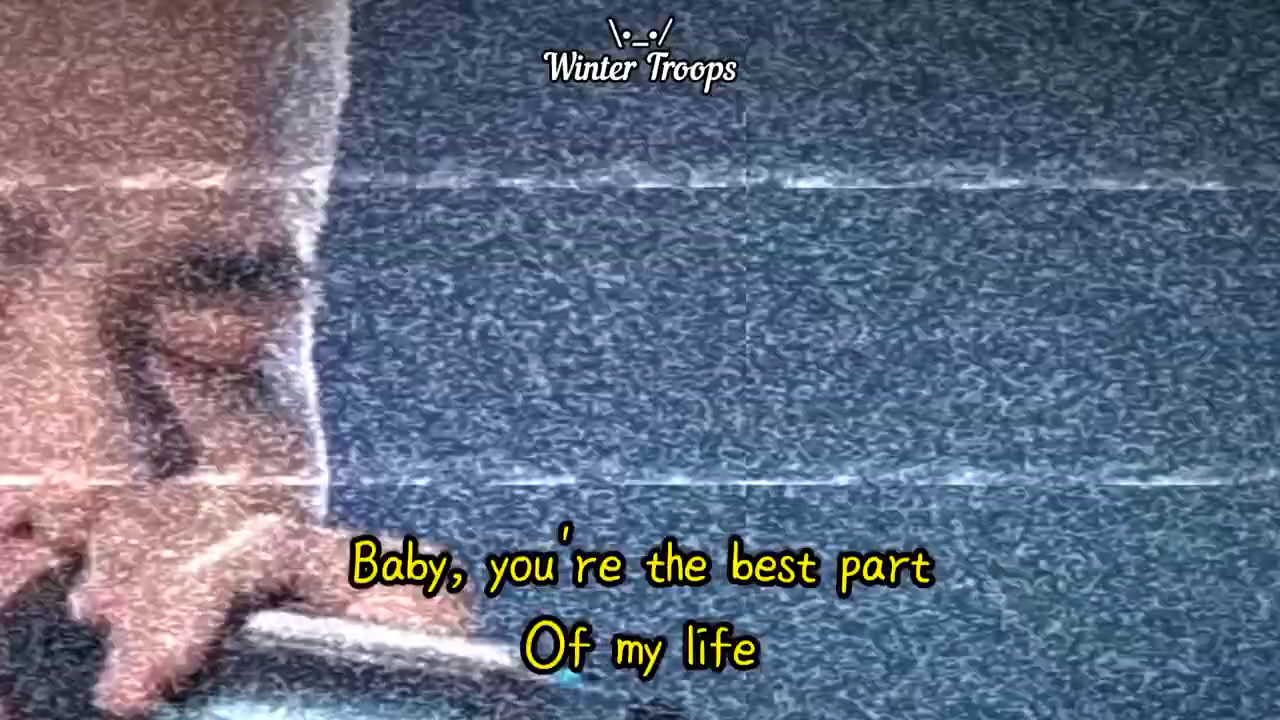 \•_•/
Winter Troops
Baby, you're the best part
Of my life